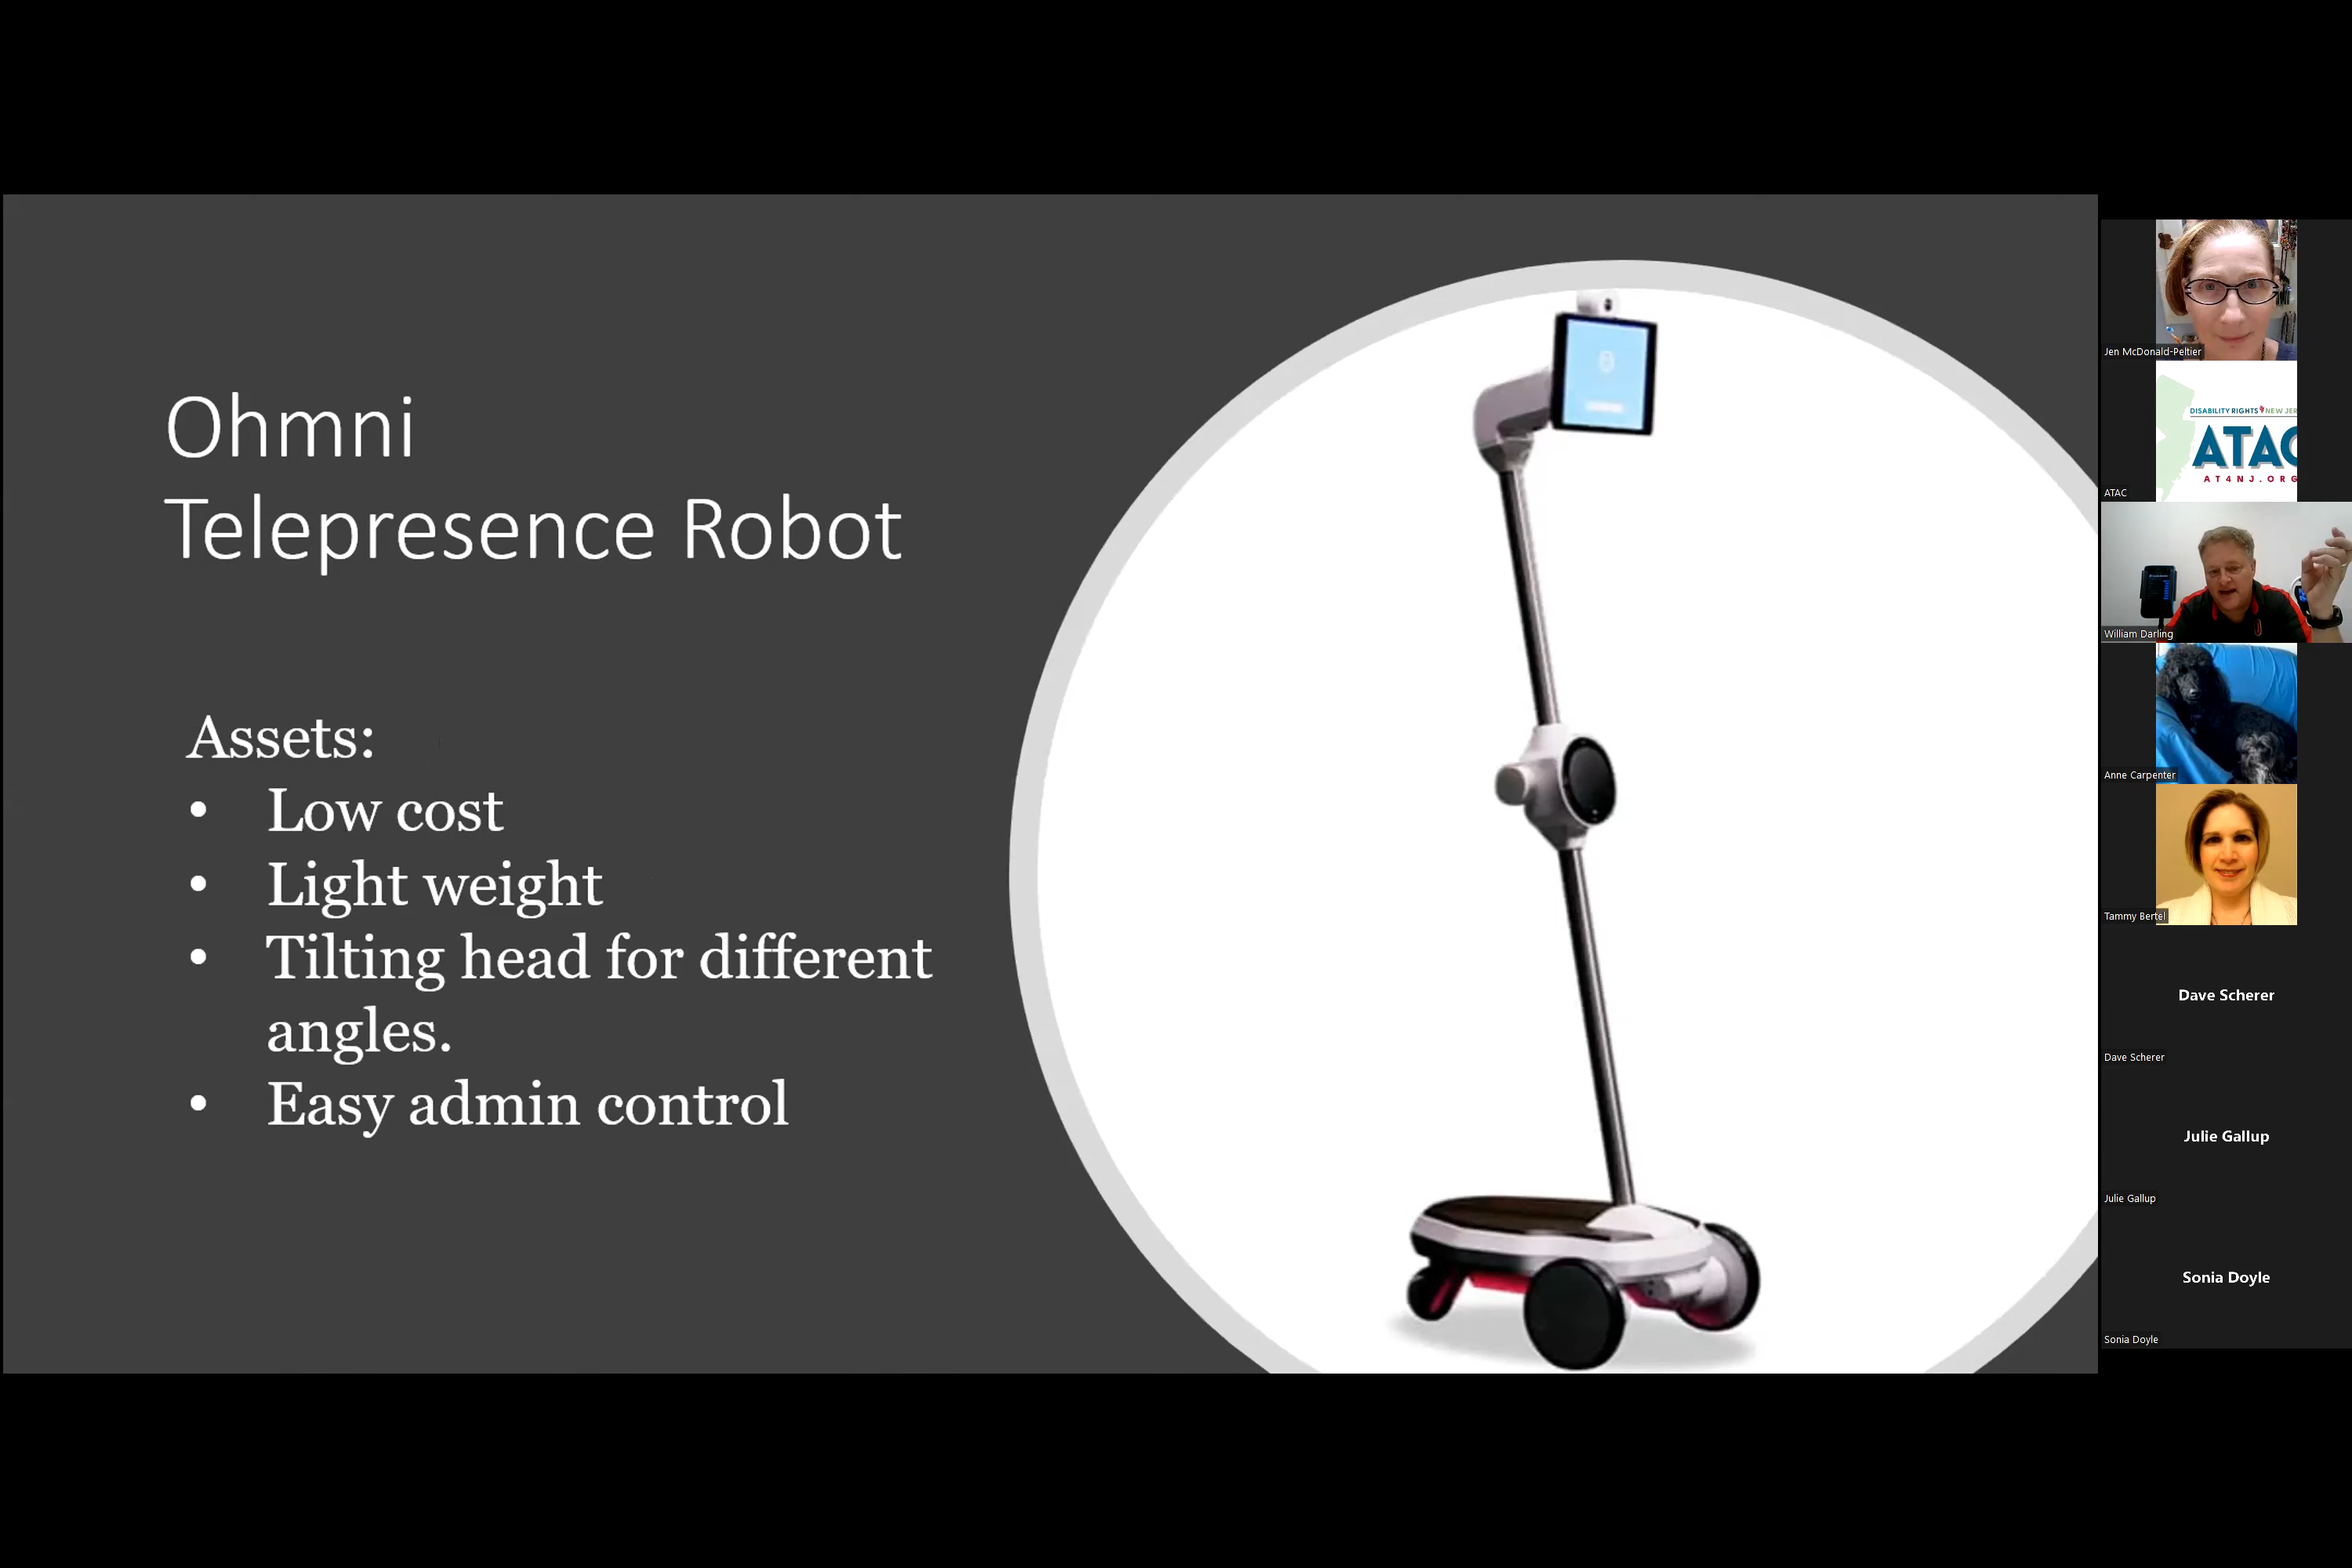 Ohmni
Telepresence Robot
Assets:
• Low cost
• Light weight
• Tilting head for different
angles.
• Easy admin control
Jen McDonald-Peltier
DISABILITY RIGHTS NEW JER
ATAC
AT4NJ.ORG
ATAC
William Darling
Anne Carpenter
Tammy Bertel
Dave Scherer
Dave Scherer
Julie Gallup
Julie Gallup
Sonia Doyle
Sonia Doyle